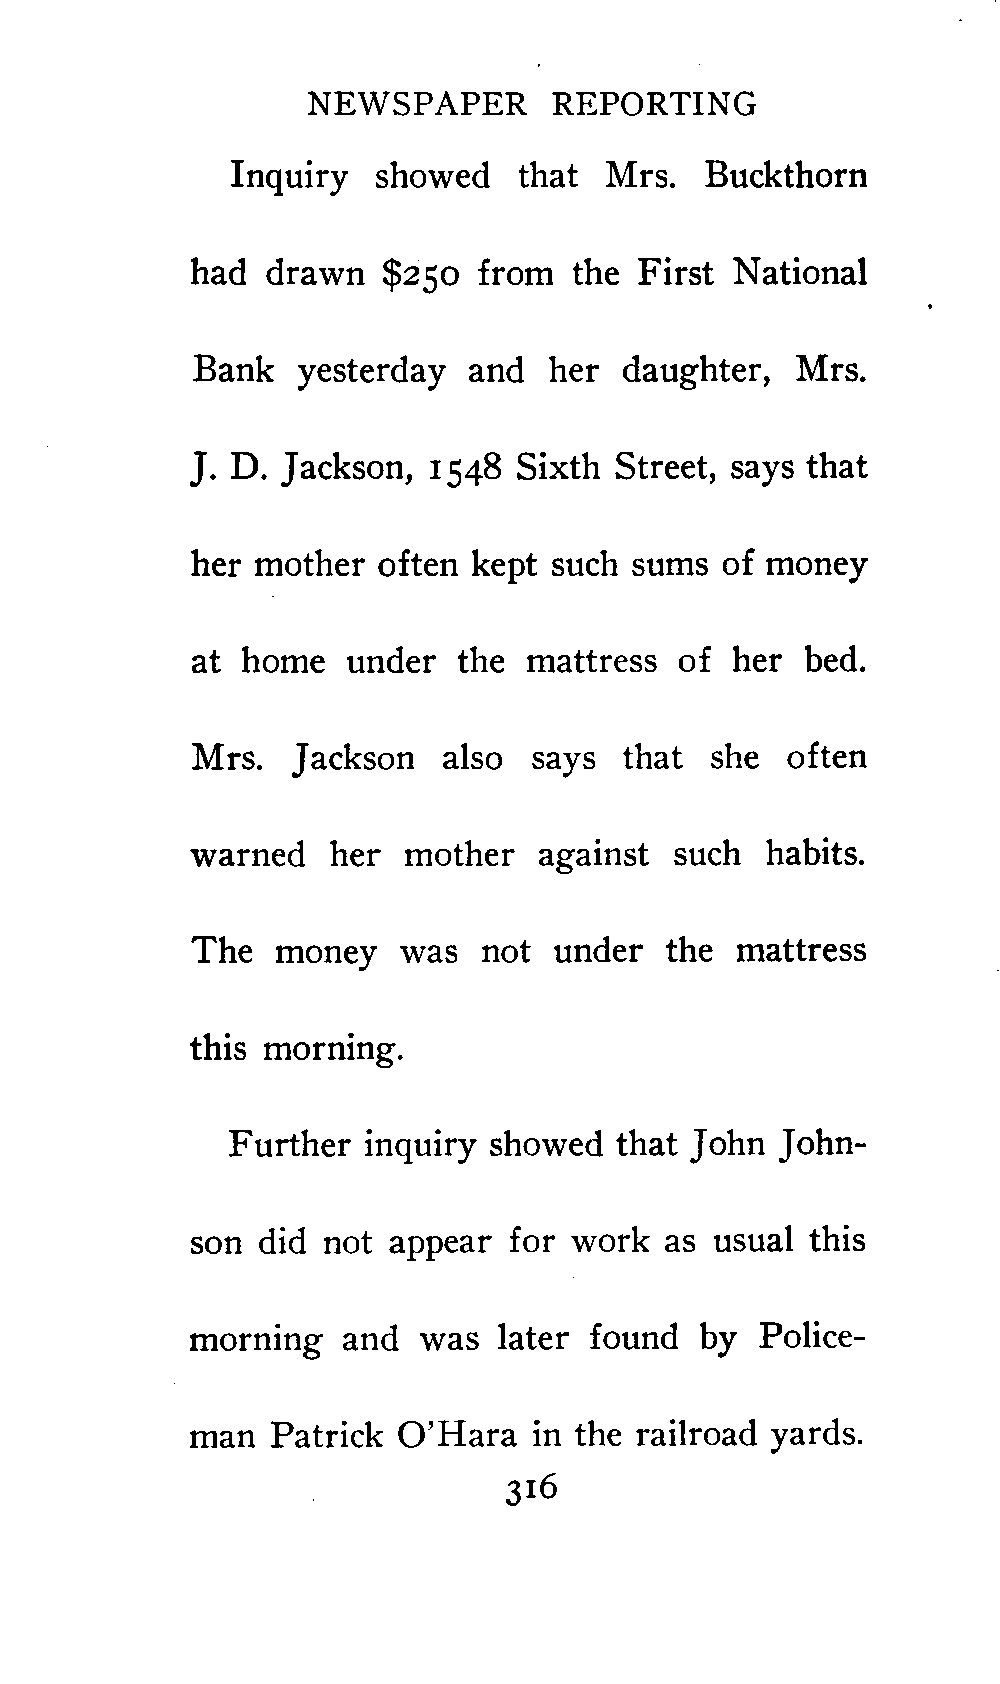 NEWSPAPER REPORTING
Inquiry showed that Mrs. Buckthorn
had drawn $250 from the First National
Bank yesterday and her daughter, Mrs.
J. D. Jackson, 1548 Sixth Street, says that
her mother often kept such sums of money
at home under the mattress of her bed.
Mrs. Jackson also says that she often
warned her mother against such habits.
The money was not under the mattress
this morning.
Further inquiry showed that John John-
son did not appear for work as usual this
morning and was later found by Police-
man Patrick O'Hara in the railroad yards.
316